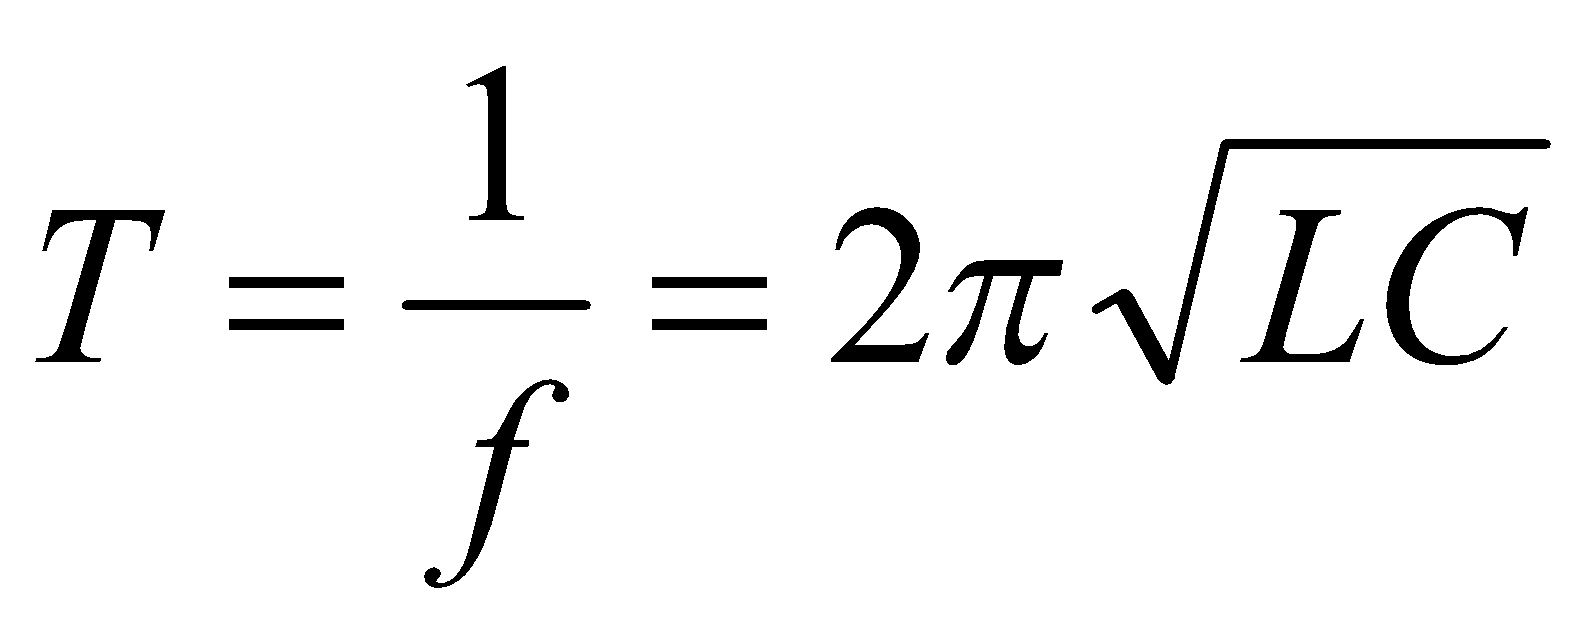 T = 1/f = 2π√LC